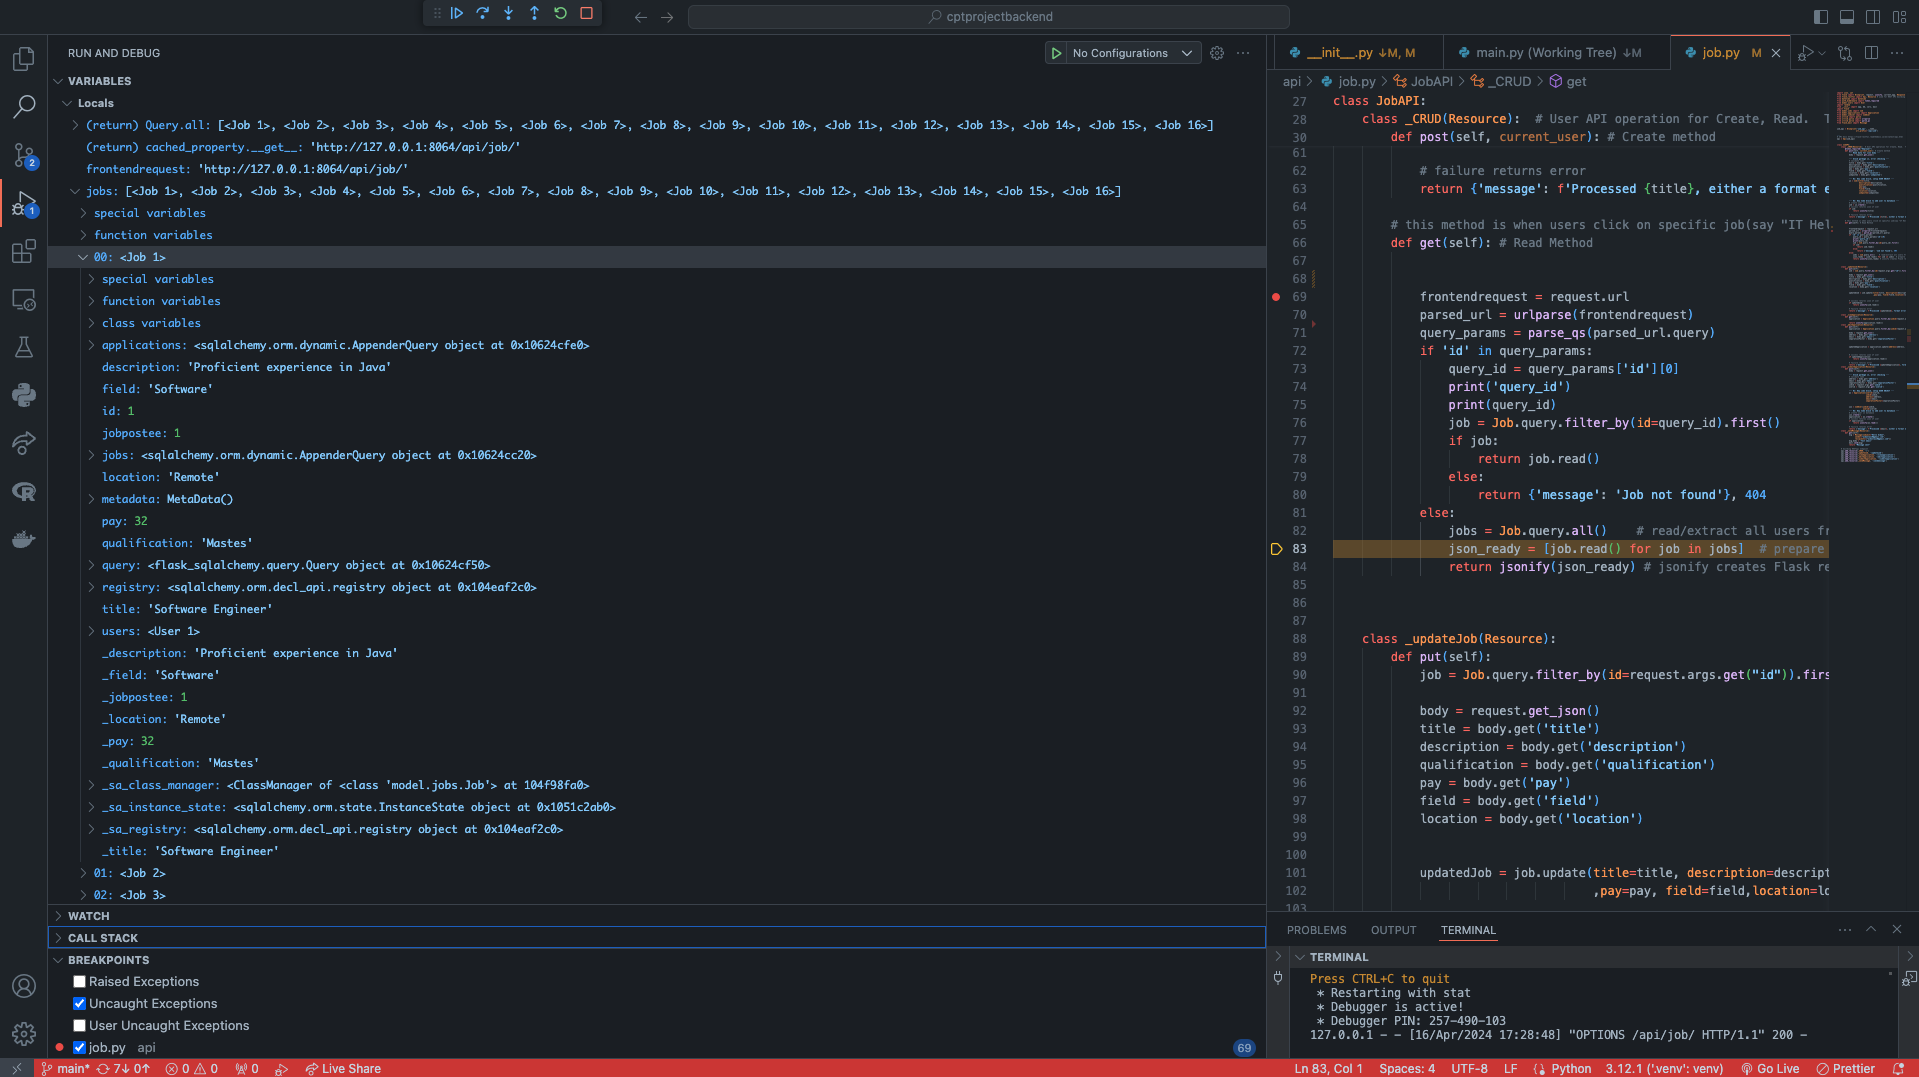 cptprojectbackend
RUN AND DEBUG
No Configurations
VARIABLES
Locals
(return) Query.all: [<Job 1>, <Job 2>, <Job 3>, <Job 4>, <Job 5>, <Job 6>, <Job 7>, <Job 8>, <Job 9>, <Job 10>, <Job 11>, <Job 12>, <Job 13>, <Job 14>, <Job 15>, <Job 16>]
(return) cached_property.__get__: 'http://127.0.0.1:8064/api/job/'
frontendrequest: 'http://127.0.0.1:8064/api/job/'
jobs: [<Job 1>, <Job 2>, <Job 3>, <Job 4>, <Job 5>, <Job 6>, <Job 7>, <Job 8>, <Job 9>, <Job 10>, <Job 11>, <Job 12>, <Job 13>, <Job 14>, <Job 15>, <Job 16>]
special variables
function variables
00: <Job 1>
special variables
function variables
class variables
applications: <sqlalchemy.orm.dynamic.AppenderQuery object at 0x10624cfe0>
description: 'Proficient experience in Java'
field: 'Software'
id: 1
jobpostee: 1
jobs: <sqlalchemy.orm.dynamic.AppenderQuery object at 0x10624cc20>
location: 'Remote'
metadata: MetaData()
pay: 32
qualification: 'Mastes'
query: <flask_sqlalchemy.query.Query object at 0x10624cf50>
registry: <sqlalchemy.orm.decl_api.registry object at 0x104eaf2c0>
title: 'Software Engineer'
users: <User 1>
_description: 'Proficient experience in Java'
_field: 'Software'
_jobpostee: 1
_location: 'Remote'
_pay: 32
_qualification: 'Mastes'
_sa_class_manager: <ClassManager of <class 'model.jobs.Job'> at 104f98fa0>
_sa_instance_state: <sqlalchemy.orm.state.InstanceState object at 0x1051c2ab0>
_sa_registry: <sqlalchemy.orm.decl_api.registry object at 0x104eaf2c0>
_title: 'Software Engineer'
01: <Job 2>
02: <Job 3>
WATCH
CALL STACK
BREAKPOINTS
Raised Exceptions
Uncaught Exceptions
User Uncaught Exceptions
job.py api 69
2
1
__init__.py ↓M, M
main.py (Working Tree) ↓M
job.py M
api > job.py > JobAPI > _CRUD > get
27 class JobAPI:
28 class _CRUD(Resource): # User API operation for Create, Read. T
30 def post(self, current_user): # Create method
61
62 # failure returns error
63 return {'message': f'Processed {title}, either a format e
64
65 # this method is when users click on specific job(say "IT Hel
66 def get(self): # Read Method
67
68
69 frontendrequest = request.url
70 parsed_url = urlparse(frontendrequest)
71 query_params = parse_qs(parsed_url.query)
72 if 'id' in query_params:
73 query_id = query_params['id'][0]
74 print('query_id')
75 print(query_id)
76 job = Job.query.filter_by(id=query_id).first()
77 if job:
78 return job.read()
79 else:
80 return {'message': 'Job not found'}, 404
81 else:
82 jobs = Job.query.all() # read/extract all users fr
83 json_ready = [job.read() for job in jobs] # prepare
84 return jsonify(json_ready) # jsonify creates Flask re
85
86
87
88 class _updateJob(Resource):
89 def put(self):
90 job = Job.query.filter_by(id=request.args.get("id")).firs
91
92 body = request.get_json()
93 title = body.get('title')
94 description = body.get('description')
95 qualification = body.get('qualification')
96 pay = body.get('pay')
97 field = body.get('field')
98 location = body.get('location')
99
100
101 updatedJob = job.update(title=title, description=descript
102 ,pay=pay, field=field,location=lo
103
PROBLEMS OUTPUT TERMINAL
TERMINAL
Press CTRL+C to quit
* Restarting with stat
* Debugger is active!
* Debugger PIN: 257-490-103
127.0.0.1 - - [16/Apr/2024 17:28:48] "OPTIONS /api/job/ HTTP/1.1" 200 -
main* 7↓ 0↑ 0 0 0 Live Share
Ln 83, Col 1 Spaces: 4 UTF-8 LF Python 3.12.1 ('.venv': venv) Go Live Prettier